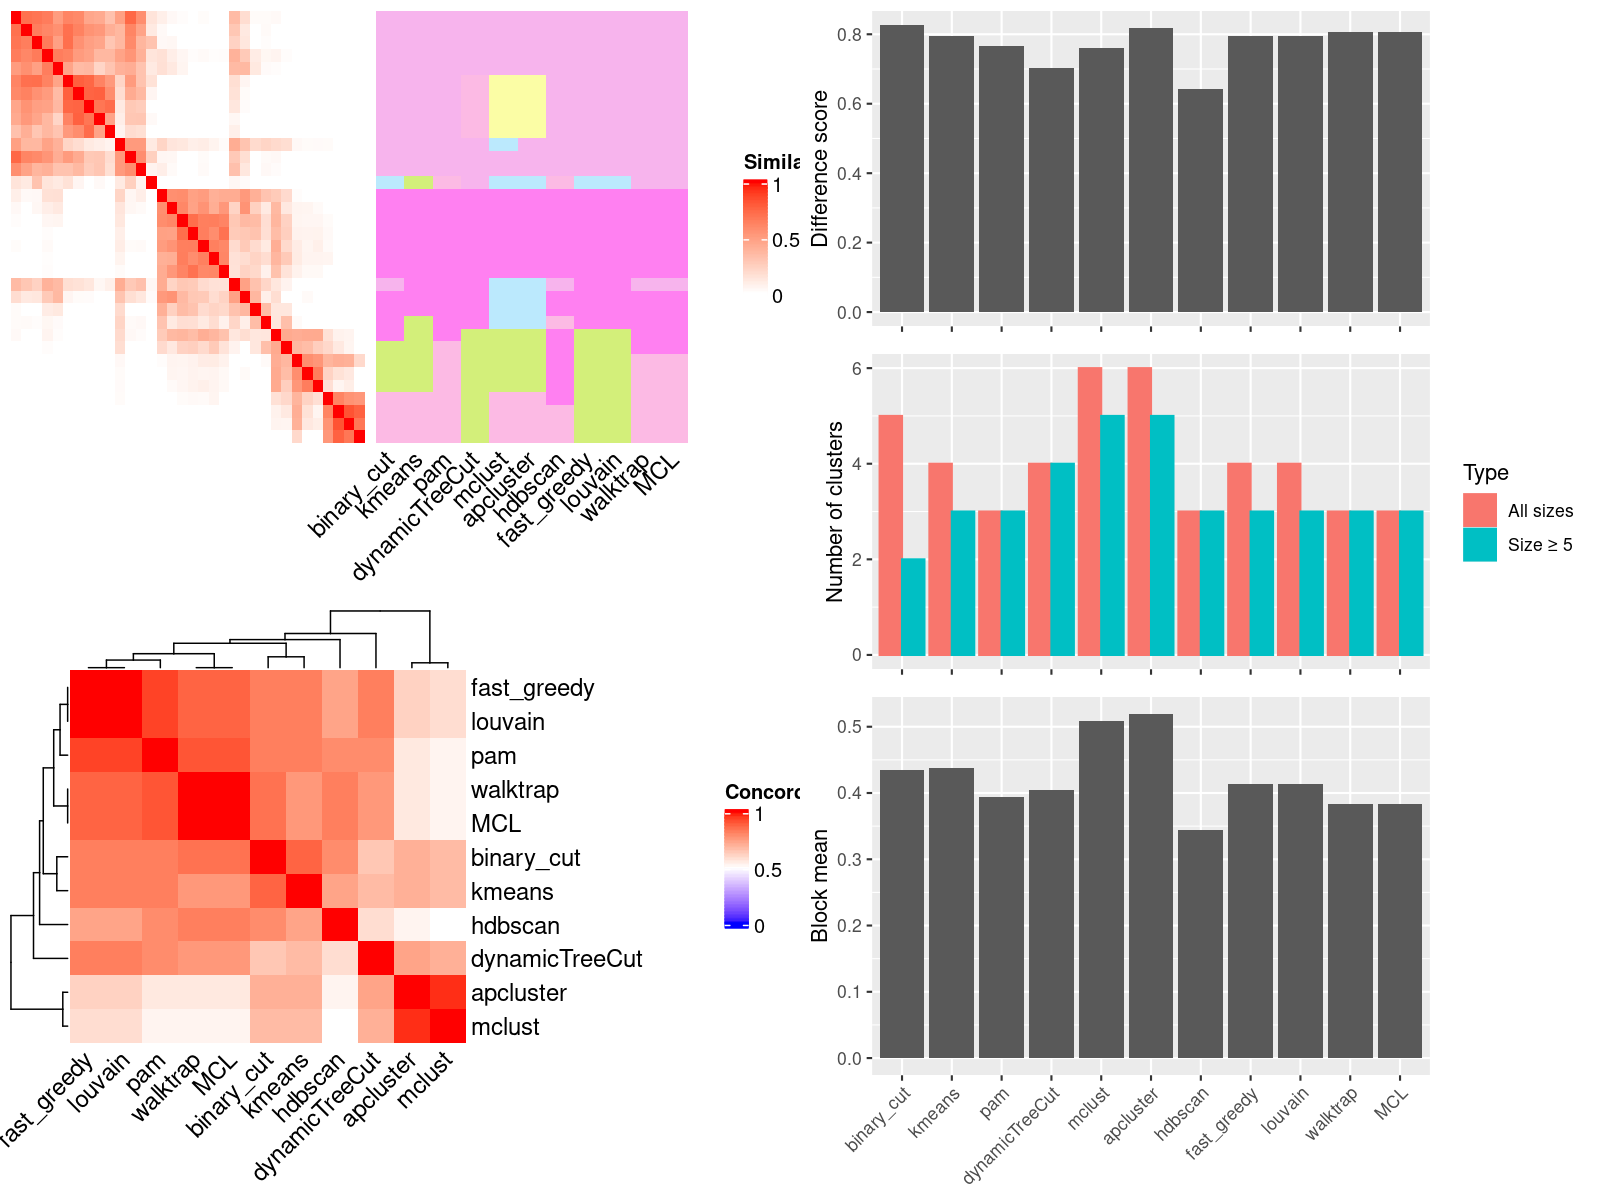 Simila
1
0.5
0
binary_cut
kmeans
pam
dynamicTreeCut
mclust
apcluster
hdbscan
fast_greedy
louvain
walktrap
MCL
fast_greedy
louvain
pam
walktrap
MCL
binary_cut
kmeans
hdbscan
dynamicTreeCut
apcluster
mclust
Concord
1
0.5
0
fast_greedy
louvain
pam
walktrap
MCL
binary_cut
kmeans
hdbscan
dynamicTreeCut
apcluster
mclust
Difference score
0.8
0.6
0.4
0.2
0.0
Number of clusters
6
4
2
0
Type
All sizes
Size ≥ 5
Block mean
0.5
0.4
0.3
0.2
0.1
0.0
binary_cut
kmeans
pam
dynamicTreeCut
mclust
apcluster
hdbscan
fast_greedy
louvain
walktrap
MCL